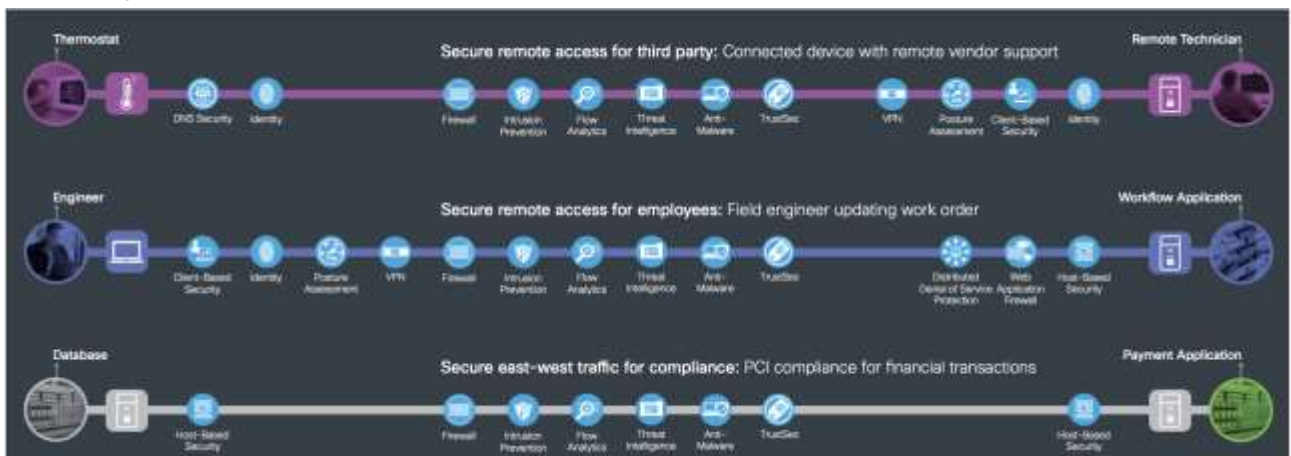 Thermostat
Secure remote access for third party: Connected device with remote vendor support
Remote Technician
DNS Security
Identity
Firewall
Intrusion
Prevention
Flow
Analytics
Threat
Intelligence
Anti-
Malware
TrustSec
VPN
Posture
Assessment
Client-Based
Security
Identity
Engineer
Secure remote access for employees: Field engineer updating work order
Workflow Application
Client-Based
Security
Identity
Posture
Assessment
VPN
Firewall
Intrusion
Prevention
Flow
Analytics
Threat
Intelligence
Anti-
Malware
TrustSec
Distributed
Denial of Service
Protection
Web
Application
Firewall
Host-Based
Security
Database
Secure east-west traffic for compliance: PCI compliance for financial transactions
Payment Application
Host-Based
Security
Firewall
Intrusion
Prevention
Flow
Analytics
Threat
Intelligence
Anti-
Malware
TrustSec
Host-Based
Security